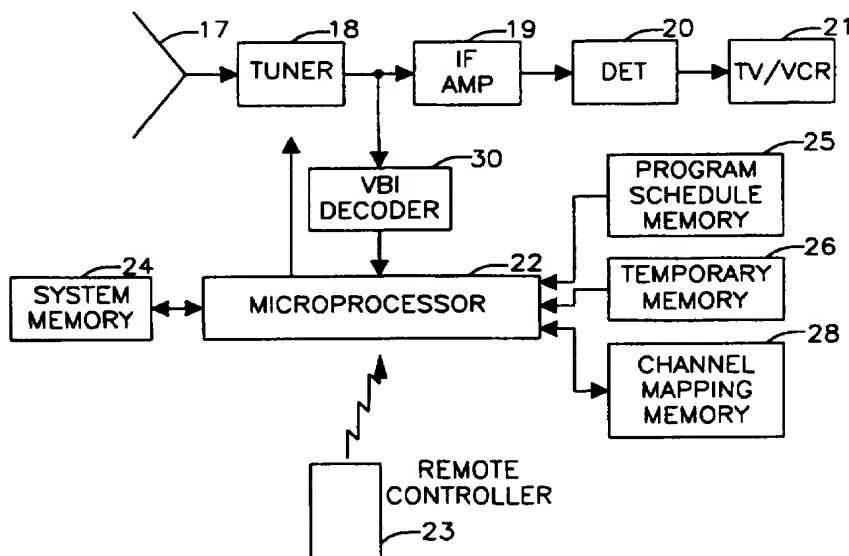 17
18
TUNER
19
IF
AMP
20
DET
21
TV/VCR
30
VBI
DECODER
25
PROGRAM
SCHEDULE
MEMORY
24
SYSTEM
MEMORY
22
MICROPROCESSOR
26
TEMPORARY
MEMORY
28
CHANNEL
MAPPING
MEMORY
REMOTE
CONTROLLER
23